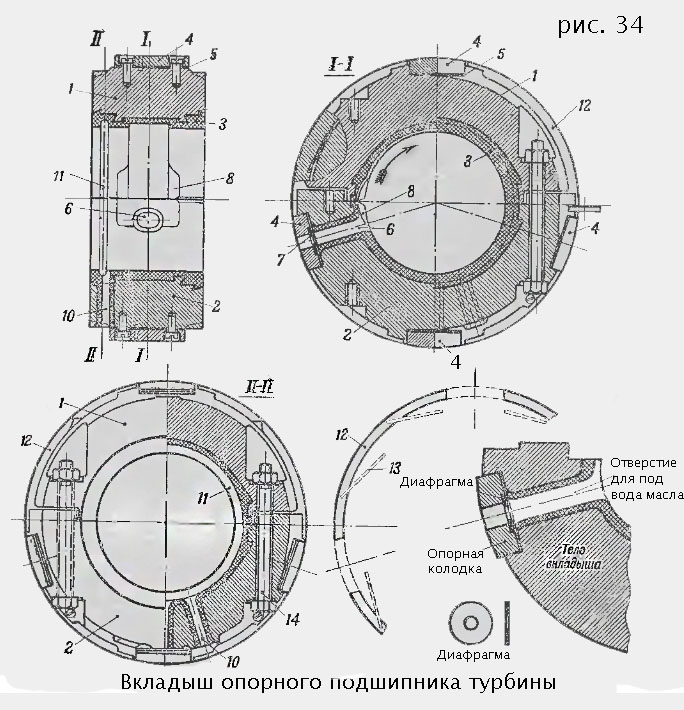 рис. 34
II I 4
5
1
3
11 8
6
10 2
II I
I-I
4 5 1 12
3
8
4 6 4
7
2
4
II-II
1
12
11
2 14
10
12
13
Диафрагма
Отверстие
для под
вода масла
Опорная
колодка
Тело
вкладыша
Диафрагма
Вкладыш опорного подшипника турбины